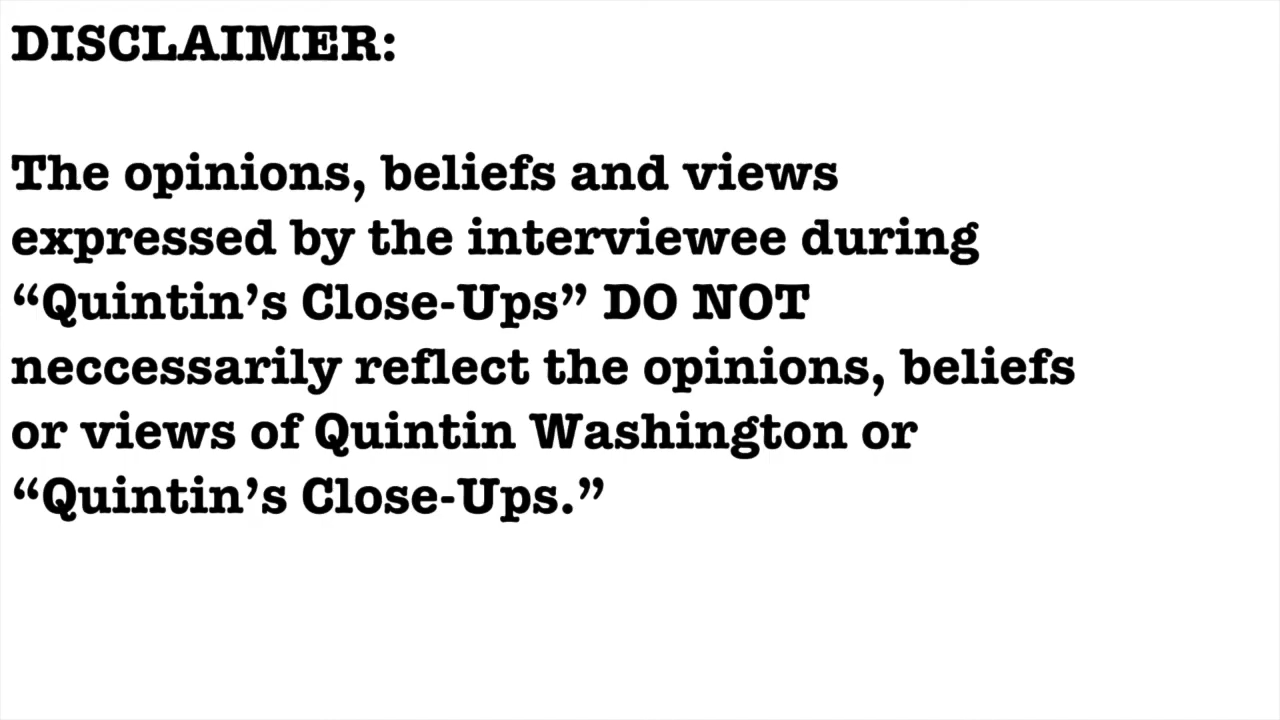 DISCLAIMER:
The opinions, beliefs and views
expressed by the interviewee during
“Quintin’s Close-Ups” DO NOT
neccessarily reflect the opinions, beliefs
or views of Quintin Washington or
“Quintin’s Close-Ups.”